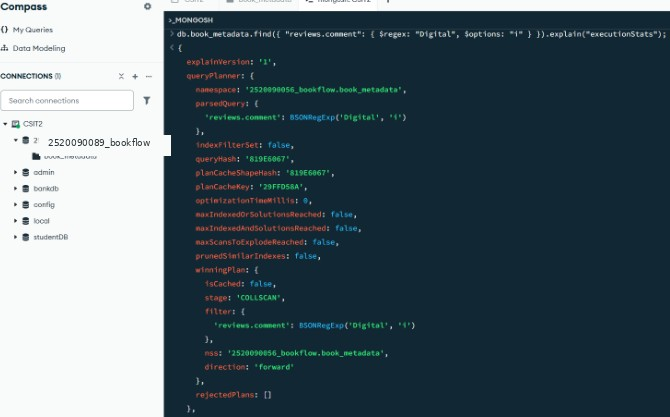 Compass
My Queries
Data Modeling
CONNECTIONS (1)
Search connections
CSIT2
2
2520090089_bookflow
book_metadata
admin
bankdb
config
local
studentDB
>_MONGOSH
> db.book_metadata.find({ "reviews.comment": { $regex: "Digital", $options: "i" } }).explain("executionStats");
< {
explainVersion: '1',
queryPlanner: {
namespace: '2520090056_bookflow.book_metadata',
parsedQuery: {
'reviews.comment': BSONRegExp('Digital', 'i')
},
indexFilterSet: false,
queryHash: '819E6067',
planCacheShapeHash: '819E6067',
planCacheKey: '29FFD58A',
optimizationTimeMillis: 0,
maxIndexedOrSolutionsReached: false,
maxIndexedAndSolutionsReached: false,
maxScansToExplodeReached: false,
prunedSimilarIndexes: false,
winningPlan: {
isCached: false,
stage: 'COLLSCAN',
filter: {
'reviews.comment': BSONRegExp('Digital', 'i')
},
nss: '2520090056_bookflow.book_metadata',
direction: 'forward'
},
rejectedPlans: []
},